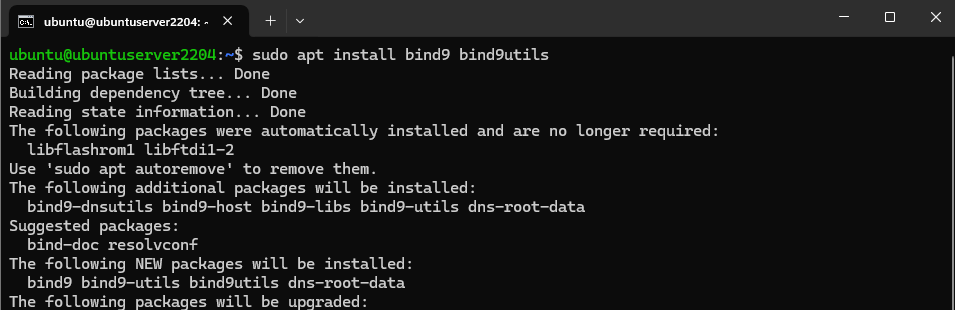 ubuntu@ubuntuserver2204: ~
ubuntu@ubuntuserver2204:~$ sudo apt install bind9 bind9utils
Reading package lists... Done
Building dependency tree... Done
Reading state information... Done
The following packages were automatically installed and are no longer required:
  libflashrom1 libftdi1-2
Use 'sudo apt autoremove' to remove them.
The following additional packages will be installed:
  bind9-dnsutils bind9-host bind9-libs bind9-utils dns-root-data
Suggested packages:
  bind-doc resolvconf
The following NEW packages will be installed:
  bind9 bind9-utils bind9utils dns-root-data
The following packages will be upgraded: